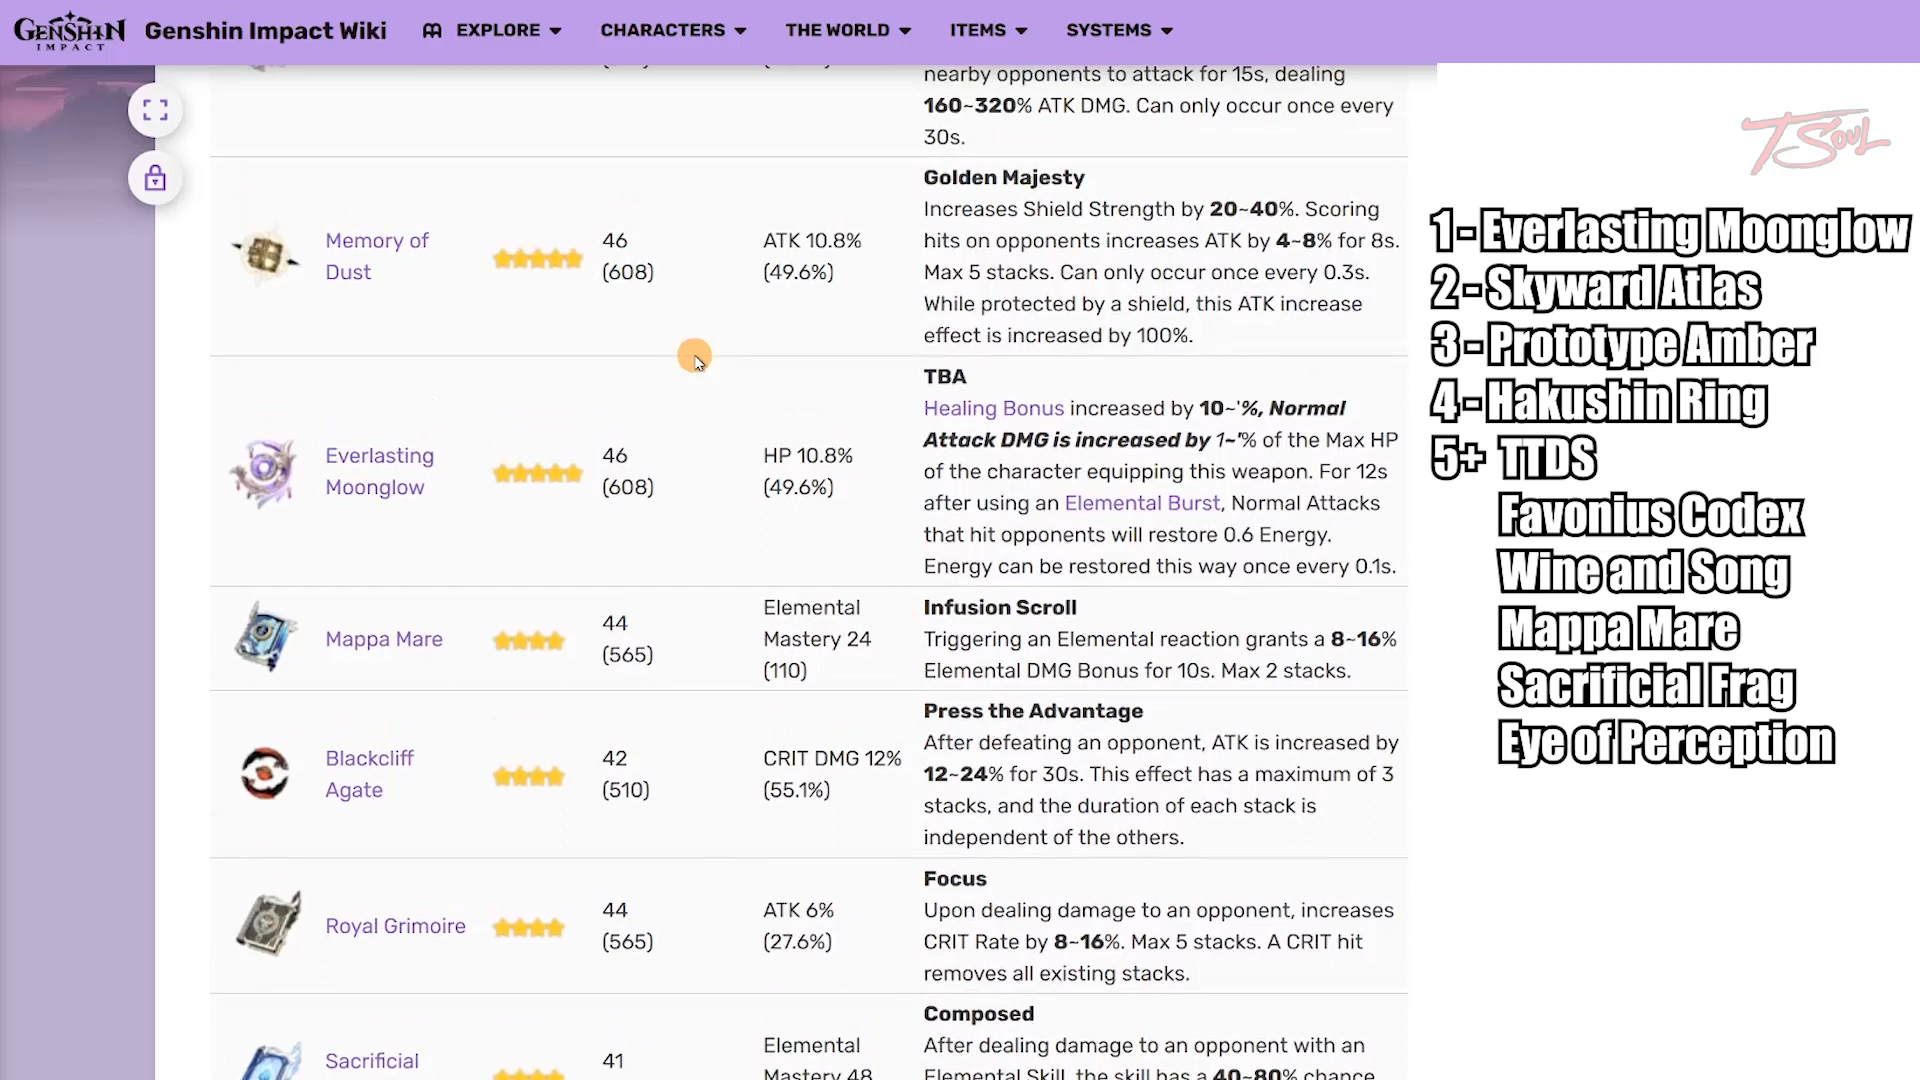 GENSHIN
IMPACT
Genshin Impact Wiki
EXPLORE
CHARACTERS
THE WORLD
ITEMS
SYSTEMS
nearby opponents to attack for 15s, dealing
160~320% ATK DMG. Can only occur once every
30s.
Memory of
Dust
46
(608)
ATK 10.8%
(49.6%)
Golden Majesty
Increases Shield Strength by 20~40%. Scoring
hits on opponents increases ATK by 4~8% for 8s.
Max 5 stacks. Can only occur once every 0.3s.
While protected by a shield, this ATK increase
effect is increased by 100%.
Everlasting
Moonglow
46
(608)
HP 10.8%
(49.6%)
TBA
Healing Bonus increased by 10~'%, Normal
Attack DMG is increased by 1~'% of the Max HP
of the character equipping this weapon. For 12s
after using an Elemental Burst, Normal Attacks
that hit opponents will restore 0.6 Energy.
Energy can be restored this way once every 0.1s.
Mappa Mare
44
(565)
Elemental
Mastery 24
(110)
Infusion Scroll
Triggering an Elemental reaction grants a 8~16%
Elemental DMG Bonus for 10s. Max 2 stacks.
Blackcliff
Agate
42
(510)
CRIT DMG 12%
(55.1%)
Press the Advantage
After defeating an opponent, ATK is increased by
12~24% for 30s. This effect has a maximum of 3
stacks, and the duration of each stack is
independent of the others.
Royal Grimoire
44
(565)
ATK 6%
(27.6%)
Focus
Upon dealing damage to an opponent, increases
CRIT Rate by 8~16%. Max 5 stacks. A CRIT hit
removes all existing stacks.
Sacrificial
41
Elemental
Mastery 48
Composed
After dealing damage to an opponent with an
Elemental Skill, the skill has a 40~80% chance
TSOUL
1- Everlasting Moonglow
2- Skyward Atlas
3- Prototype Amber
4- Hakushin Ring
5+ TTDS
Favonius Codex
Wine and Song
Mappa Mare
Sacrificial Frag
Eye of Perception